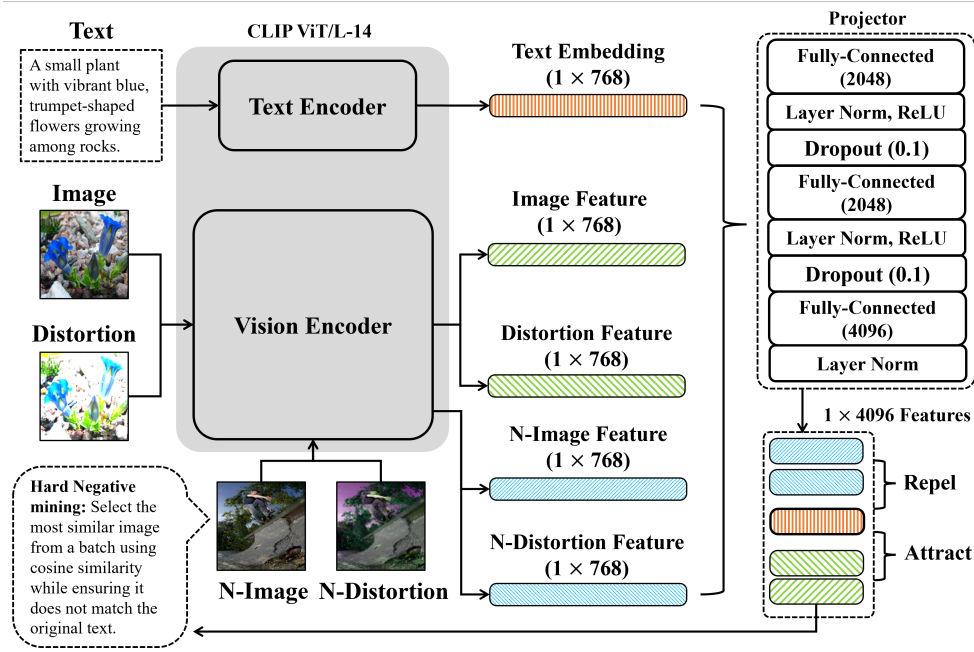 Text
A small plant
with vibrant blue,
trumpet-shaped
flowers growing
among rocks.
Image
Distortion
CLIP ViT/L-14
Text Encoder
Vision Encoder
Hard Negative
mining: Select the
most similar image
from a batch using
cosine similarity
while ensuring it
does not match the
original text.
N-Image
N-Distortion
Text Embedding
(1 × 768)
Image Feature
(1 × 768)
Distortion Feature
(1 × 768)
N-Image Feature
(1 × 768)
N-Distortion Feature
(1 × 768)
Projector
Fully-Connected
(2048)
Layer Norm, ReLU
Dropout (0.1)
Fully-Connected
(2048)
Layer Norm, ReLU
Dropout (0.1)
Fully-Connected
(4096)
Layer Norm
1 × 4096 Features
Repel
Attract